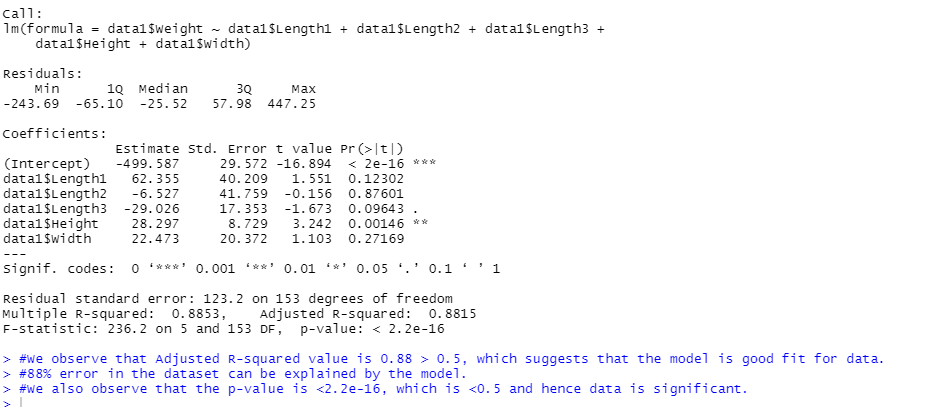 Call:
lm(formula = data1$Weight ~ data1$Length1 + data1$Length2 + data1$Length3 +
    data1$Height + data1$Width)

Residuals:
    Min      1Q  Median      3Q     Max
-243.69  -65.10  -25.52   57.98  447.25

Coefficients:
              Estimate Std. Error t value Pr(>|t|)
(Intercept)   -499.587     29.572 -16.894  < 2e-16 ***
data1$Length1   62.355     40.209   1.551  0.12302
data1$Length2   -6.527     41.759  -0.156  0.87601
data1$Length3  -29.026     17.353  -1.673  0.09643 .
data1$Height    28.297      8.729   3.242  0.00146 **
data1$Width     22.473     20.372   1.103  0.27169
---
Signif. codes:  0 ‘***’ 0.001 ‘**’ 0.01 ‘*’ 0.05 ‘.’ 0.1 ‘ ’ 1

Residual standard error: 123.2 on 153 degrees of freedom
Multiple R-squared:  0.8853,    Adjusted R-squared:  0.8815
F-statistic: 236.2 on 5 and 153 DF,  p-value: < 2.2e-16

> #We observe that Adjusted R-squared value is 0.88 > 0.5, which suggests that the model is good fit for data.
> #88% error in the dataset can be explained by the model.
> #We also observe that the p-value is <2.2e-16, which is <0.5 and hence data is significant.
>